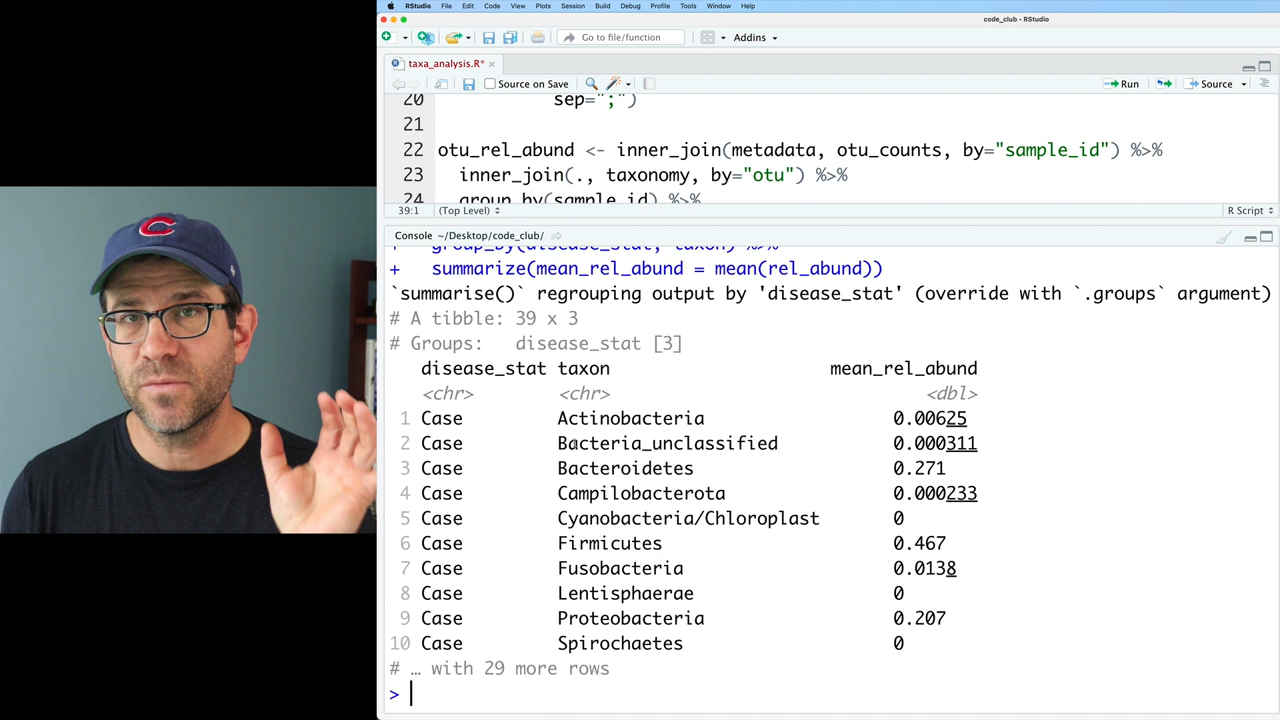 RStudio File Edit Code View Plots Session Build Debug Profile Tools Window Help
code_club - RStudio
Go to file/function Addins
taxa_analysis.R*
Source on Save Run Source
20 sep=";")
21
22 otu_rel_abund <- inner_join(metadata, otu_counts, by="sample_id") %>%
23 inner_join(., taxonomy, by="otu") %>%
24 group_by(sample_id) %>%
39:1 (Top Level) R Script
Console ~/Desktop/code_club/
+ group_by(disease_stat, taxon) %>%
+ summarize(mean_rel_abund = mean(rel_abund))
`summarise()` regrouping output by 'disease_stat' (override with `.groups` argument)
# A tibble: 39 x 3
# Groups: disease_stat [3]
disease_stat taxon mean_rel_abund
<chr> <chr> <dbl>
1 Case Actinobacteria 0.00625
2 Case Bacteria_unclassified 0.000311
3 Case Bacteroidetes 0.271
4 Case Campilobacterota 0.000233
5 Case Cyanobacteria/Chloroplast 0
6 Case Firmicutes 0.467
7 Case Fusobacteria 0.0138
8 Case Lentisphaerae 0
9 Case Proteobacteria 0.207
10 Case Spirochaetes 0
# … with 29 more rows
>
C